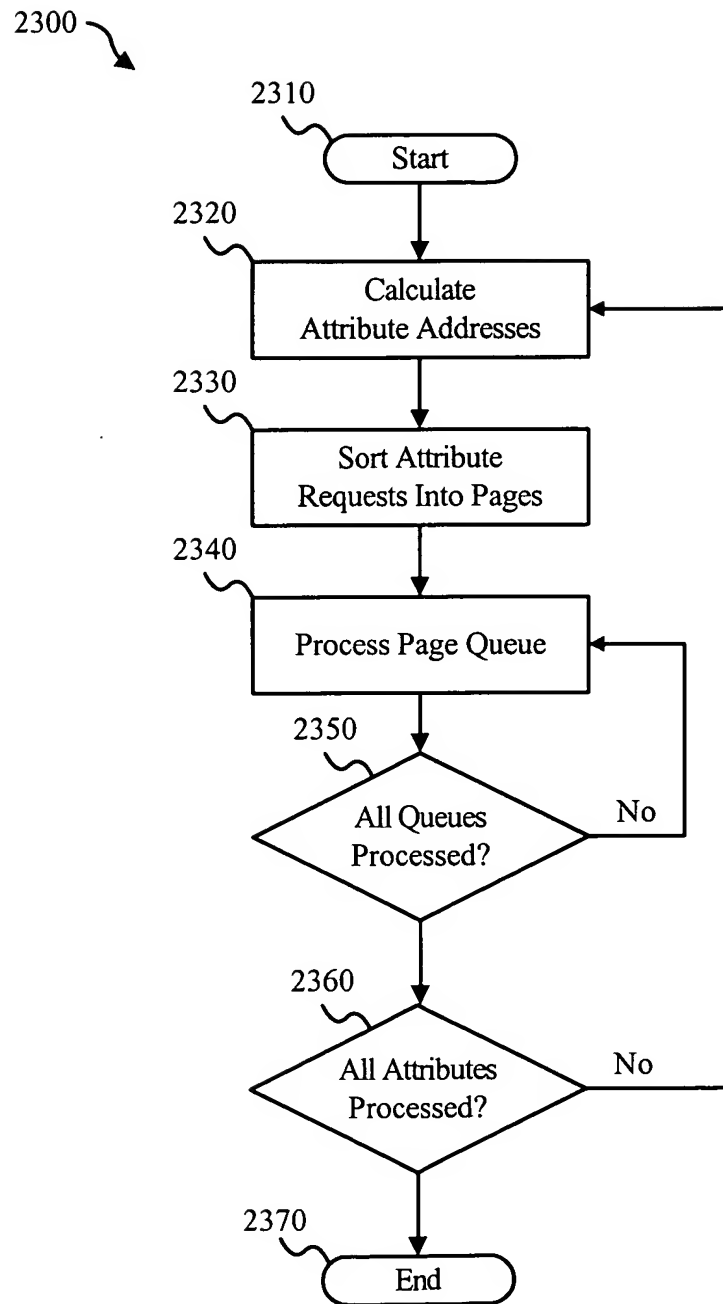 2300
2310
Start
2320
Calculate
Attribute Addresses
2330
Sort Attribute
Requests Into Pages
2340
Process Page Queue
2350
All Queues
Processed?
No
2360
All Attributes
Processed?
No
2370
End